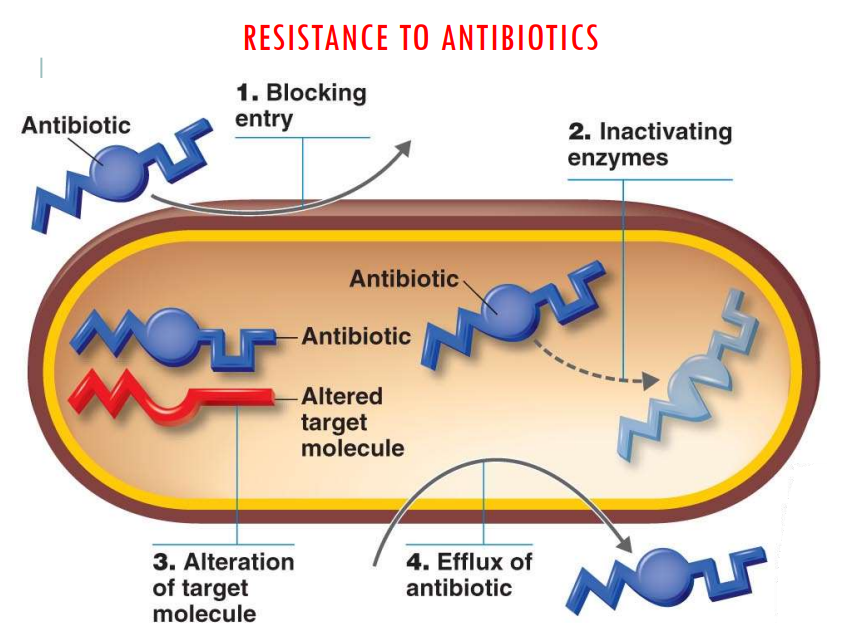 RESISTANCE TO ANTIBIOTICS
1. Blocking
entry
Antibiotic
2. Inactivating
enzymes
Antibiotic
Antibiotic
Altered
target
molecule
3. Alteration
of target
molecule
4. Efflux of
antibiotic